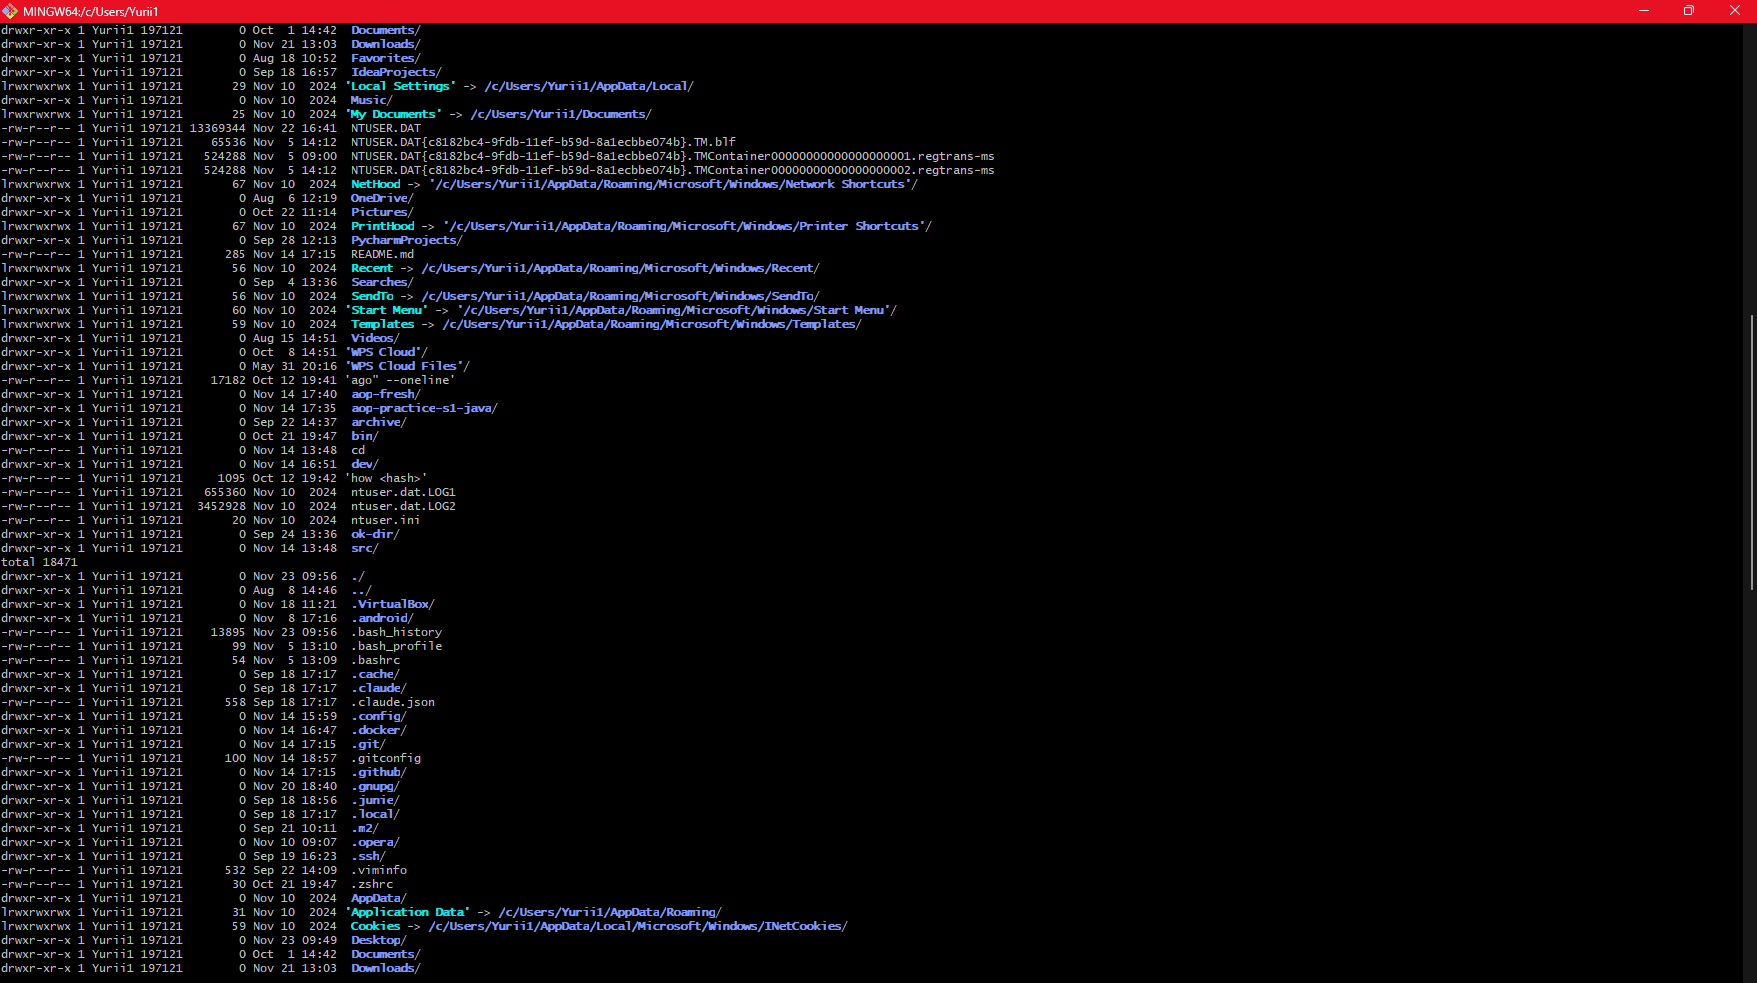 MINGW64:/c/Users/Yurii1
drwxr-xr-x 1 Yurii1 197121        0 Oct  1 14:42  Documents/
drwxr-xr-x 1 Yurii1 197121        0 Nov 21 13:03  Downloads/
drwxr-xr-x 1 Yurii1 197121        0 Aug 18 10:52  Favorites/
drwxr-xr-x 1 Yurii1 197121        0 Sep 18 16:57  IdeaProjects/
lrwxrwxrwx 1 Yurii1 197121       29 Nov 10  2024 'Local Settings' -> /c/Users/Yurii1/AppData/Local/
drwxr-xr-x 1 Yurii1 197121        0 Nov 10  2024  Music/
lrwxrwxrwx 1 Yurii1 197121       25 Nov 10  2024 'My Documents' -> /c/Users/Yurii1/Documents/
-rw-r--r-- 1 Yurii1 197121 13369344 Nov 22 16:41  NTUSER.DAT
-rw-r--r-- 1 Yurii1 197121    65536 Nov  5 14:12  NTUSER.DAT{c8182bc4-9fdb-11ef-b59d-8a1ecbbe074b}.TM.blf
-rw-r--r-- 1 Yurii1 197121   524288 Nov  5 09:00  NTUSER.DAT{c8182bc4-9fdb-11ef-b59d-8a1ecbbe074b}.TMContainer00000000000000000001.regtrans-ms
-rw-r--r-- 1 Yurii1 197121   524288 Nov  5 14:12  NTUSER.DAT{c8182bc4-9fdb-11ef-b59d-8a1ecbbe074b}.TMContainer00000000000000000002.regtrans-ms
lrwxrwxrwx 1 Yurii1 197121       67 Nov 10  2024  NetHood -> '/c/Users/Yurii1/AppData/Roaming/Microsoft/Windows/Network Shortcuts'/
drwxr-xr-x 1 Yurii1 197121        0 Aug  6 12:19  OneDrive/
drwxr-xr-x 1 Yurii1 197121        0 Oct 22 11:14  Pictures/
lrwxrwxrwx 1 Yurii1 197121       67 Nov 10  2024  PrintHood -> '/c/Users/Yurii1/AppData/Roaming/Microsoft/Windows/Printer Shortcuts'/
drwxr-xr-x 1 Yurii1 197121        0 Sep 28 12:13  PycharmProjects/
-rw-r--r-- 1 Yurii1 197121      285 Nov 14 17:15  README.md
lrwxrwxrwx 1 Yurii1 197121       56 Nov 10  2024  Recent -> /c/Users/Yurii1/AppData/Roaming/Microsoft/Windows/Recent/
drwxr-xr-x 1 Yurii1 197121        0 Sep  4 13:36  Searches/
lrwxrwxrwx 1 Yurii1 197121       56 Nov 10  2024  SendTo -> /c/Users/Yurii1/AppData/Roaming/Microsoft/Windows/SendTo/
lrwxrwxrwx 1 Yurii1 197121       60 Nov 10  2024 'Start Menu' -> '/c/Users/Yurii1/AppData/Roaming/Microsoft/Windows/Start Menu'/
lrwxrwxrwx 1 Yurii1 197121       59 Nov 10  2024  Templates -> /c/Users/Yurii1/AppData/Roaming/Microsoft/Windows/Templates/
drwxr-xr-x 1 Yurii1 197121        0 Aug 15 14:51  Videos/
drwxr-xr-x 1 Yurii1 197121        0 Oct  8 14:51 'WPS Cloud'/
drwxr-xr-x 1 Yurii1 197121        0 May 31 20:16 'WPS Cloud Files'/
-rw-r--r-- 1 Yurii1 197121    17182 Oct 12 19:41 'ago" --oneline'
drwxr-xr-x 1 Yurii1 197121        0 Nov 14 17:40  aop-fresh/
drwxr-xr-x 1 Yurii1 197121        0 Nov 14 17:35  aop-practice-s1-java/
drwxr-xr-x 1 Yurii1 197121        0 Sep 22 14:37  archive/
drwxr-xr-x 1 Yurii1 197121        0 Oct 21 19:47  bin/
-rw-r--r-- 1 Yurii1 197121        0 Nov 14 13:48  cd
drwxr-xr-x 1 Yurii1 197121        0 Nov 14 16:51  dev/
-rw-r--r-- 1 Yurii1 197121     1095 Oct 12 19:42 'how <hash>'
-rw-r--r-- 1 Yurii1 197121   655360 Nov 10  2024  ntuser.dat.LOG1
-rw-r--r-- 1 Yurii1 197121  3452928 Nov 10  2024  ntuser.dat.LOG2
-rw-r--r-- 1 Yurii1 197121       20 Nov 10  2024  ntuser.ini
drwxr-xr-x 1 Yurii1 197121        0 Sep 24 13:36  ok-dir/
drwxr-xr-x 1 Yurii1 197121        0 Nov 14 13:48  src/
total 18471
drwxr-xr-x 1 Yurii1 197121        0 Nov 23 09:56  ./
drwxr-xr-x 1 Yurii1 197121        0 Aug  8 14:46  ../
drwxr-xr-x 1 Yurii1 197121        0 Nov 18 11:21  .VirtualBox/
drwxr-xr-x 1 Yurii1 197121        0 Nov  8 17:16  .android/
-rw-r--r-- 1 Yurii1 197121    13895 Nov 23 09:56  .bash_history
-rw-r--r-- 1 Yurii1 197121       99 Nov  5 13:10  .bash_profile
-rw-r--r-- 1 Yurii1 197121       54 Nov  5 13:09  .bashrc
drwxr-xr-x 1 Yurii1 197121        0 Sep 18 17:17  .cache/
drwxr-xr-x 1 Yurii1 197121        0 Sep 18 17:17  .claude/
-rw-r--r-- 1 Yurii1 197121      558 Sep 18 17:17  .claude.json
drwxr-xr-x 1 Yurii1 197121        0 Nov 14 15:59  .config/
drwxr-xr-x 1 Yurii1 197121        0 Nov 14 16:47  .docker/
drwxr-xr-x 1 Yurii1 197121        0 Nov 14 17:15  .git/
-rw-r--r-- 1 Yurii1 197121      100 Nov 14 18:57  .gitconfig
drwxr-xr-x 1 Yurii1 197121        0 Nov 14 17:15  .github/
drwxr-xr-x 1 Yurii1 197121        0 Nov 20 18:40  .gnupg/
drwxr-xr-x 1 Yurii1 197121        0 Sep 18 18:56  .junie/
drwxr-xr-x 1 Yurii1 197121        0 Sep 18 17:17  .local/
drwxr-xr-x 1 Yurii1 197121        0 Sep 21 10:11  .m2/
drwxr-xr-x 1 Yurii1 197121        0 Nov 10 09:07  .opera/
drwxr-xr-x 1 Yurii1 197121        0 Sep 19 16:23  .ssh/
-rw-r--r-- 1 Yurii1 197121      532 Sep 22 14:09  .viminfo
-rw-r--r-- 1 Yurii1 197121       30 Oct 21 19:47  .zshrc
drwxr-xr-x 1 Yurii1 197121        0 Nov 10  2024  AppData/
lrwxrwxrwx 1 Yurii1 197121       31 Nov 10  2024 'Application Data' -> /c/Users/Yurii1/AppData/Roaming/
lrwxrwxrwx 1 Yurii1 197121       59 Nov 10  2024  Cookies -> /c/Users/Yurii1/AppData/Local/Microsoft/Windows/INetCookies/
drwxr-xr-x 1 Yurii1 197121        0 Nov 23 09:49  Desktop/
drwxr-xr-x 1 Yurii1 197121        0 Oct  1 14:42  Documents/
drwxr-xr-x 1 Yurii1 197121        0 Nov 21 13:03  Downloads/